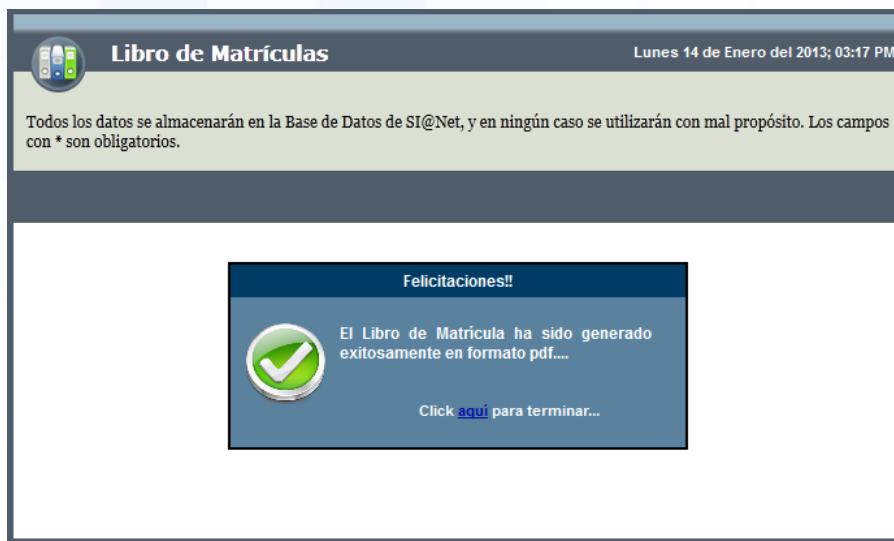 Libro de Matrículas
Lunes 14 de Enero del 2013; 03:17 PM
Todos los datos se almacenarán en la Base de Datos de SI@Net, y en ningún caso se utilizarán con mal propósito. Los campos
con * son obligatorios.
Felicitaciones!!
El Libro de Matrícula ha sido generado
exitosamente en formato pdf....
Click aquí para terminar...